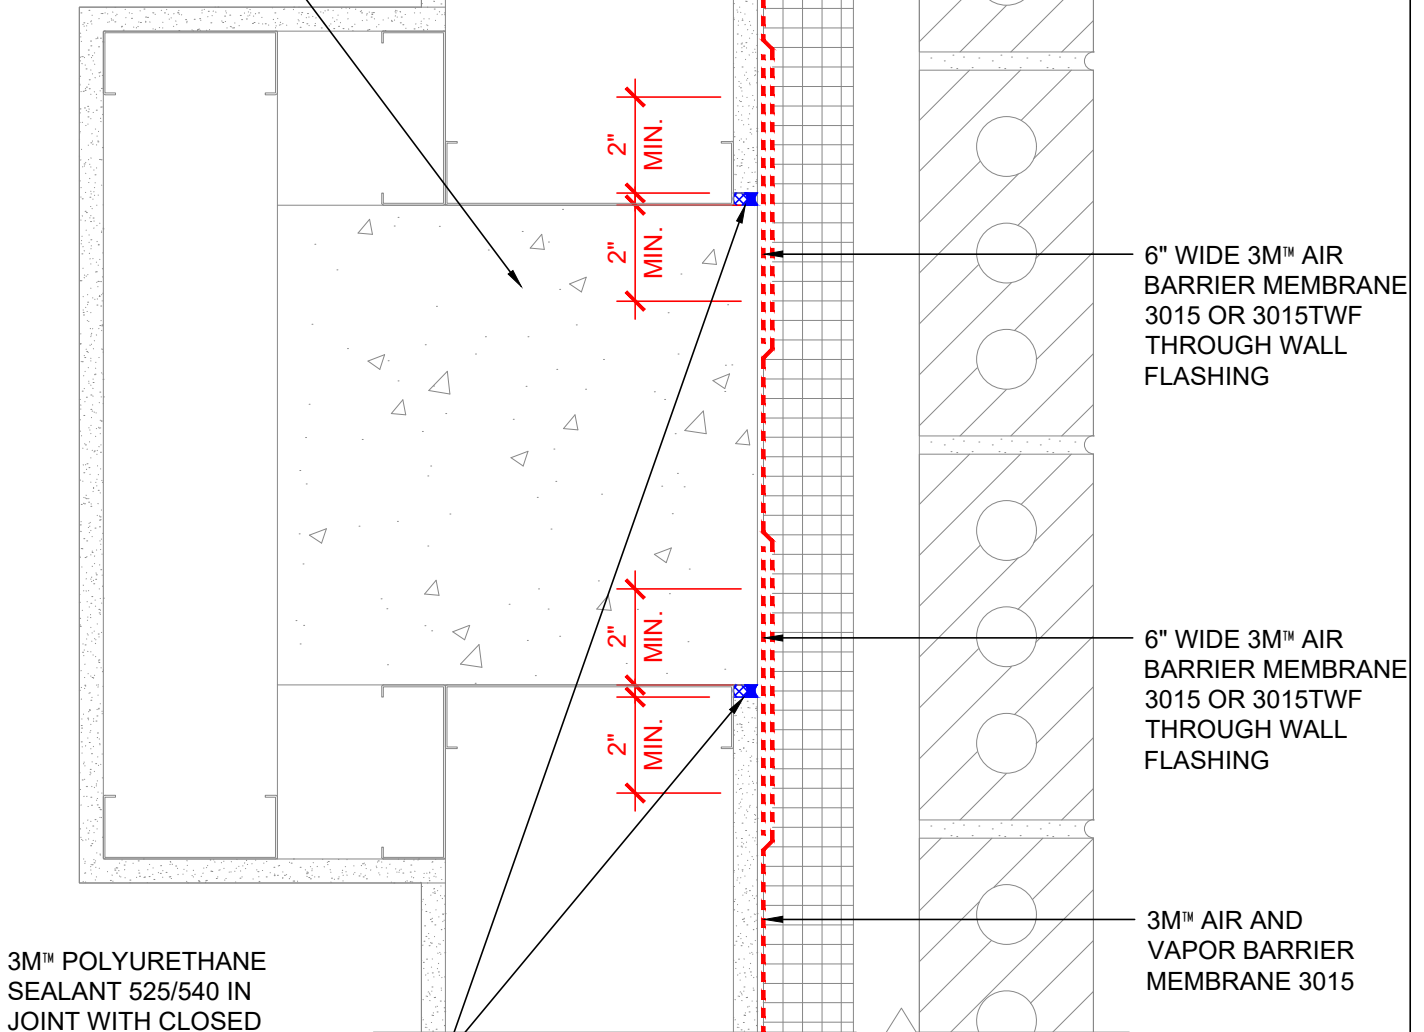 2"
MIN.
2"
MIN.
6" WIDE 3M™ AIR
BARRIER MEMBRANE
3015 OR 3015TWF
THROUGH WALL
FLASHING
2"
MIN.
2"
MIN.
6" WIDE 3M™ AIR
BARRIER MEMBRANE
3015 OR 3015TWF
THROUGH WALL
FLASHING
3M™ AIR AND
VAPOR BARRIER
MEMBRANE 3015
3M™ POLYURETHANE
SEALANT 525/540 IN
JOINT WITH CLOSED